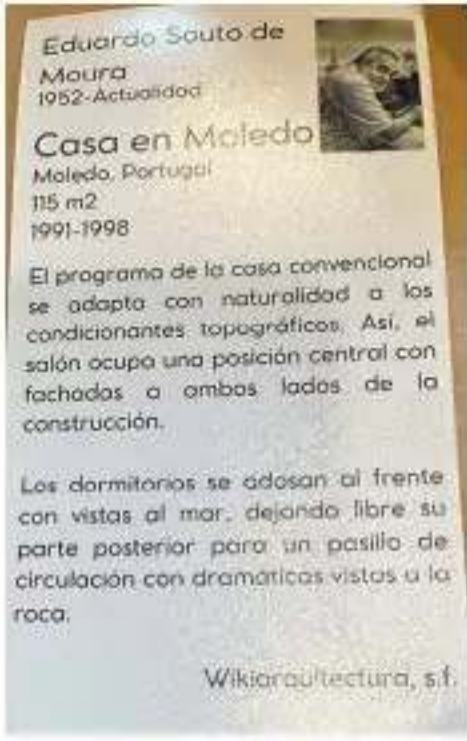 Eduardo Souto de
Moura
1952-Actualidad
Casa en Moledo
Moledo, Portugal
115 m2
1991-1998
El programa de la casa convencional
se adapta con naturalidad a los
condicionantes topográficos. Así, el
salón ocupa una posición central con
fachadas a ambos lados de la
construcción.
Los dormitorios se adosan al frente
con vistas al mar, dejando libre su
parte posterior para un pasillo de
circulación con dramáticas vistas a la
roca.
Wikiarquitectura, s.f.